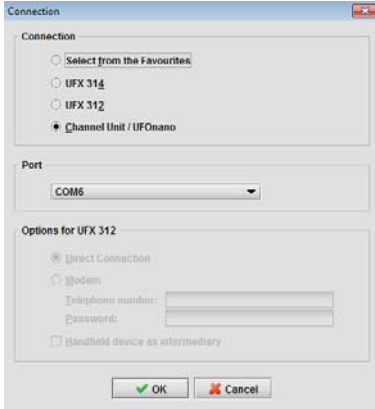 Connection
Connection
Select from the Favourites
UFX 314
UFX 312
Channel Unit / UFOnano
Port
COM6
Options for UFX 312
Direct Connection
Modem
Telephone number:
Password:
Handheld device as intermediary
OK Cancel